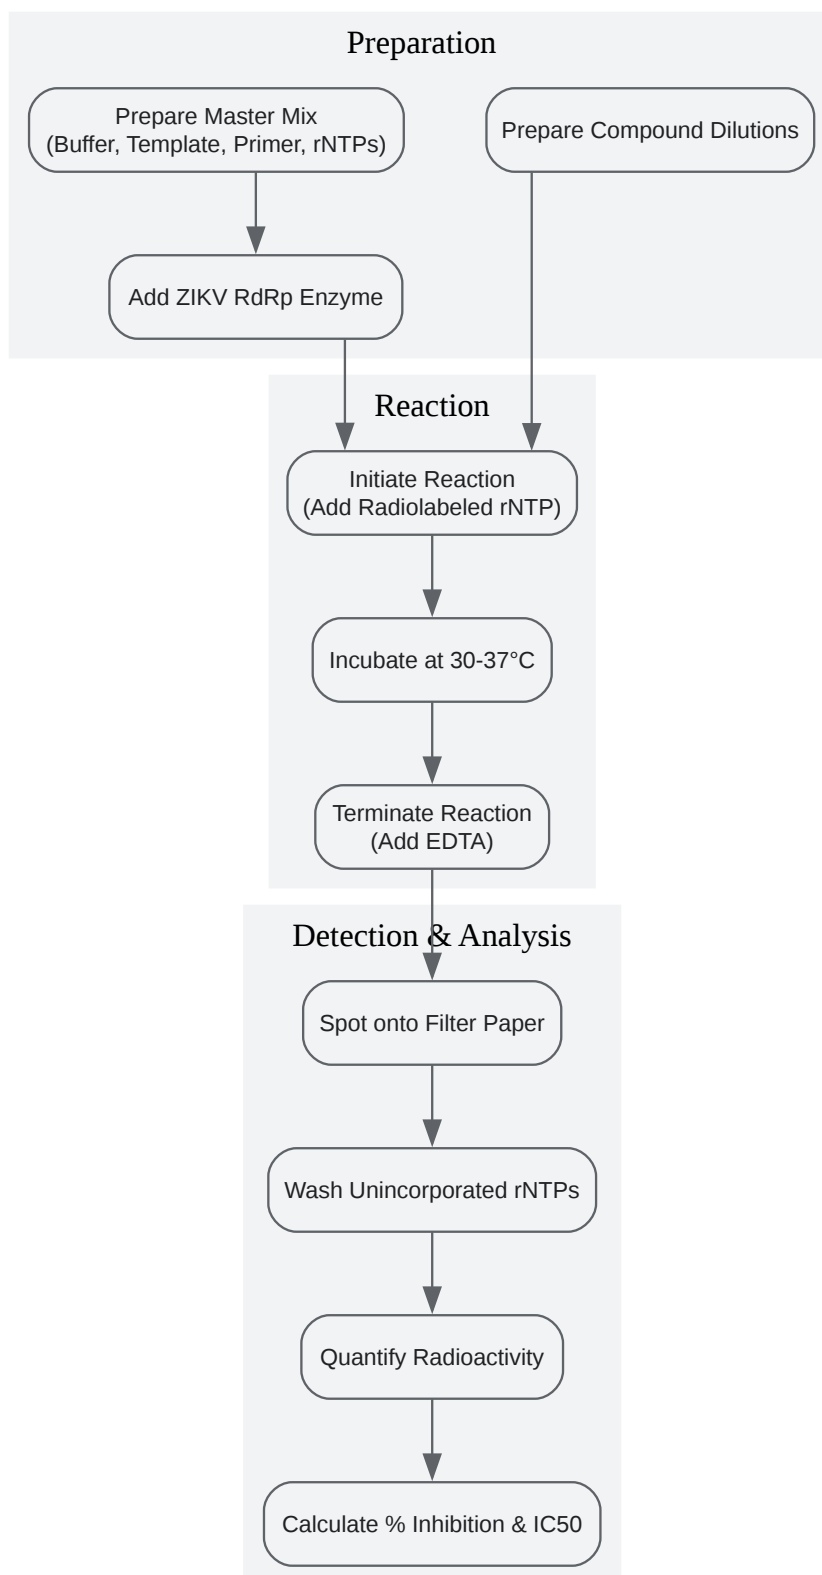 Preparation
Prepare Master Mix
(Buffer, Template, Primer, rNTPs)
Prepare Compound Dilutions
Add ZIKV RdRp Enzyme
Reaction
Initiate Reaction
(Add Radiolabeled rNTP)
Incubate at 30-37°C
Terminate Reaction
(Add EDTA)
Detection & Analysis
Spot onto Filter Paper
Wash Unincorporated rNTPs
Quantify Radioactivity
Calculate % Inhibition & IC50